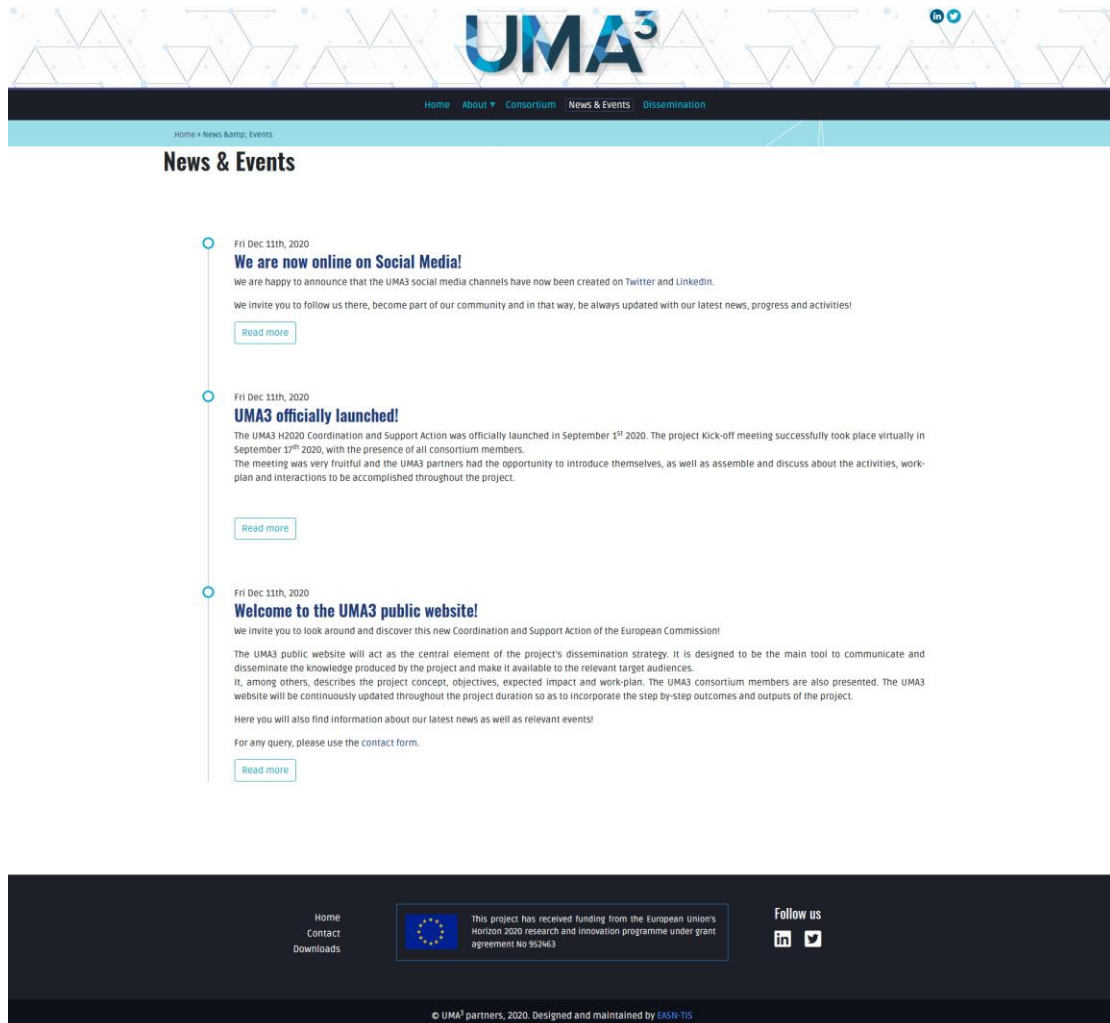 UMA³
Home About ▾ Consortium News & Events Dissemination
Home » News &amp; Events
News & Events
Fri Dec 11th, 2020
We are now online on Social Media!
We are happy to announce that the UMA3 social media channels have now been created on Twitter and LinkedIn.
We invite you to follow us there, become part of our community and in that way, be always updated with our latest news, progress and activities!
Read more
Fri Dec 11th, 2020
UMA3 officially launched!
The UMA3 H2020 Coordination and Support Action was officially launched in September 1st 2020. The project Kick-off meeting successfully took place virtually in
September 17th 2020, with the presence of all consortium members.
The meeting was very fruitful and the UMA3 partners had the opportunity to introduce themselves, as well as assemble and discuss about the activities, work-
plan and interactions to be accomplished throughout the project.
Read more
Fri Dec 11th, 2020
Welcome to the UMA3 public website!
We invite you to look around and discover this new Coordination and Support Action of the European Commission!
The UMA3 public website will act as the central element of the project's dissemination strategy. It is designed to be the main tool to communicate and
disseminate the knowledge produced by the project and make it available to the relevant target audiences.
It, among others, describes the project concept, objectives, expected impact and work-plan. The UMA3 consortium members are also presented. The UMA3
website will be continuously updated throughout the project duration so as to incorporate the step by-step outcomes and outputs of the project.
Here you will also find information about our latest news as well as relevant events!
For any query, please use the contact form.
Read more
Home
Contact
Downloads
This project has received funding from the European Union's
Horizon 2020 research and innovation programme under grant
agreement No 952463
Follow us
© UMA³ partners, 2020. Designed and maintained by EASN-TIS